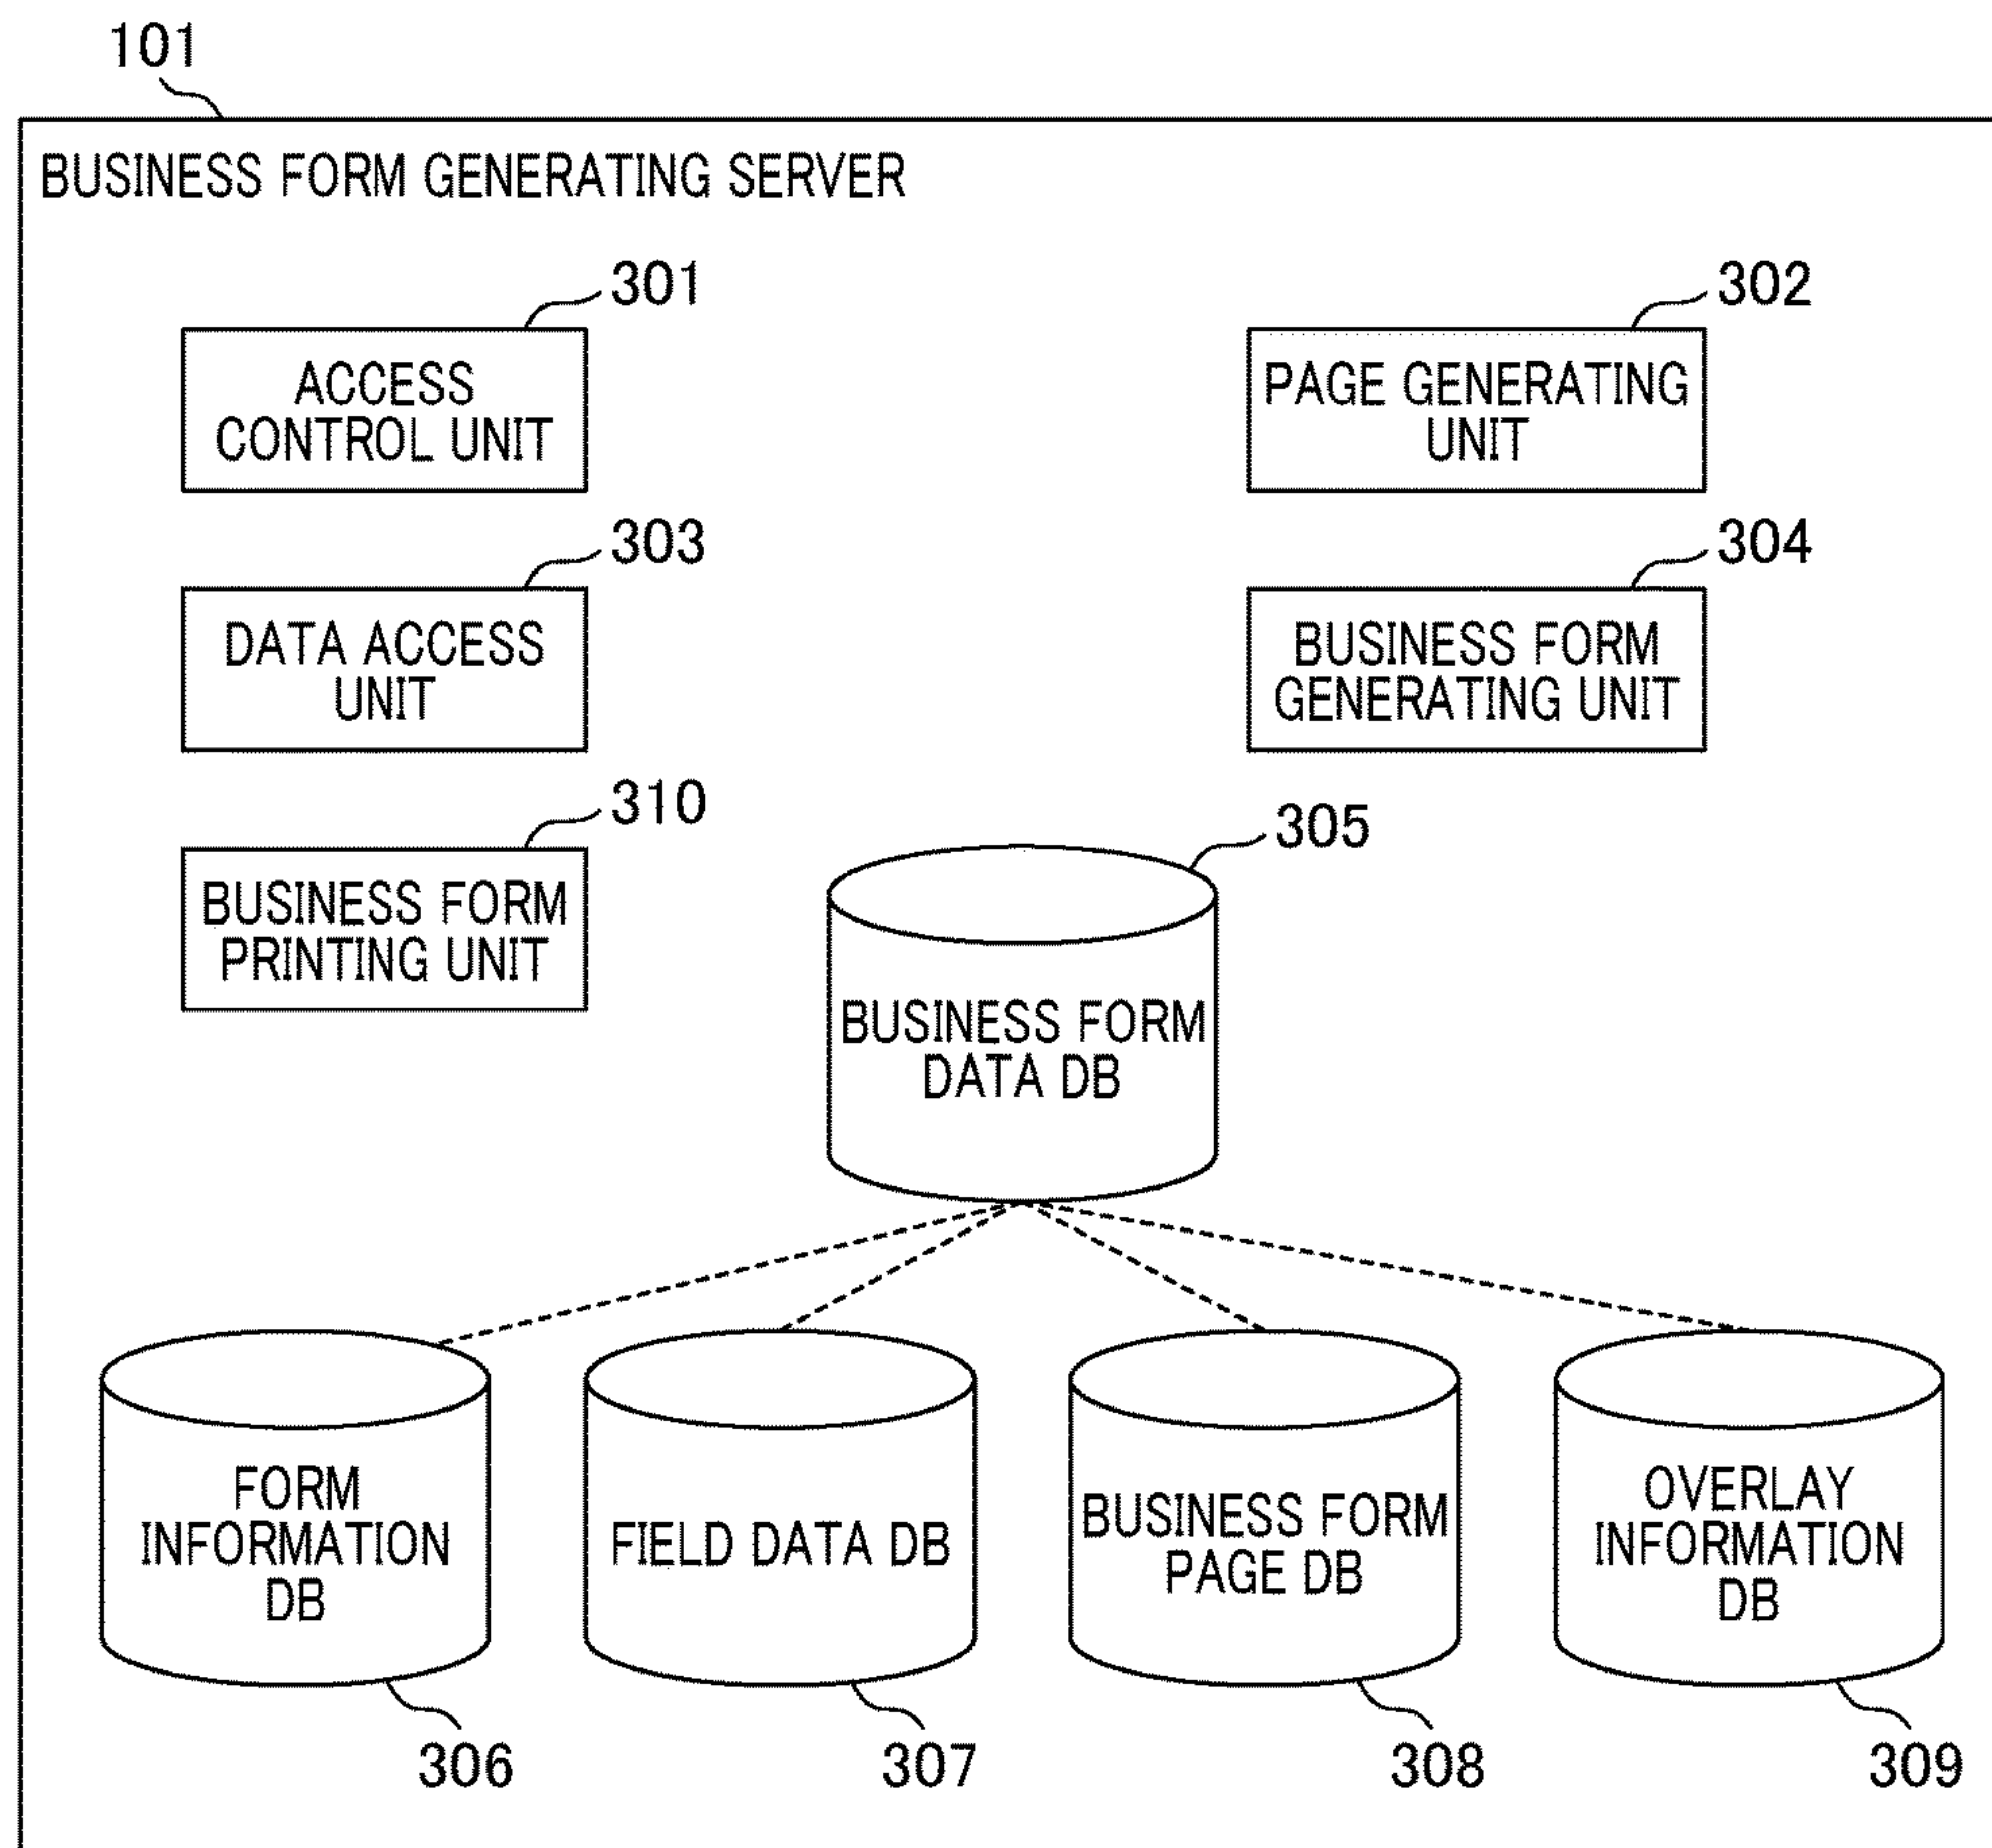 101
BUSINESS FORM GENERATING SERVER
301
ACCESS
CONTROL UNIT
302
PAGE GENERATING
UNIT
303
DATA ACCESS
UNIT
304
BUSINESS FORM
GENERATING UNIT
310
BUSINESS FORM
PRINTING UNIT
305
BUSINESS FORM
DATA DB
FORM
INFORMATION
DB
306
FIELD DATA DB
307
BUSINESS FORM
PAGE DB
308
OVERLAY
INFORMATION
DB
309